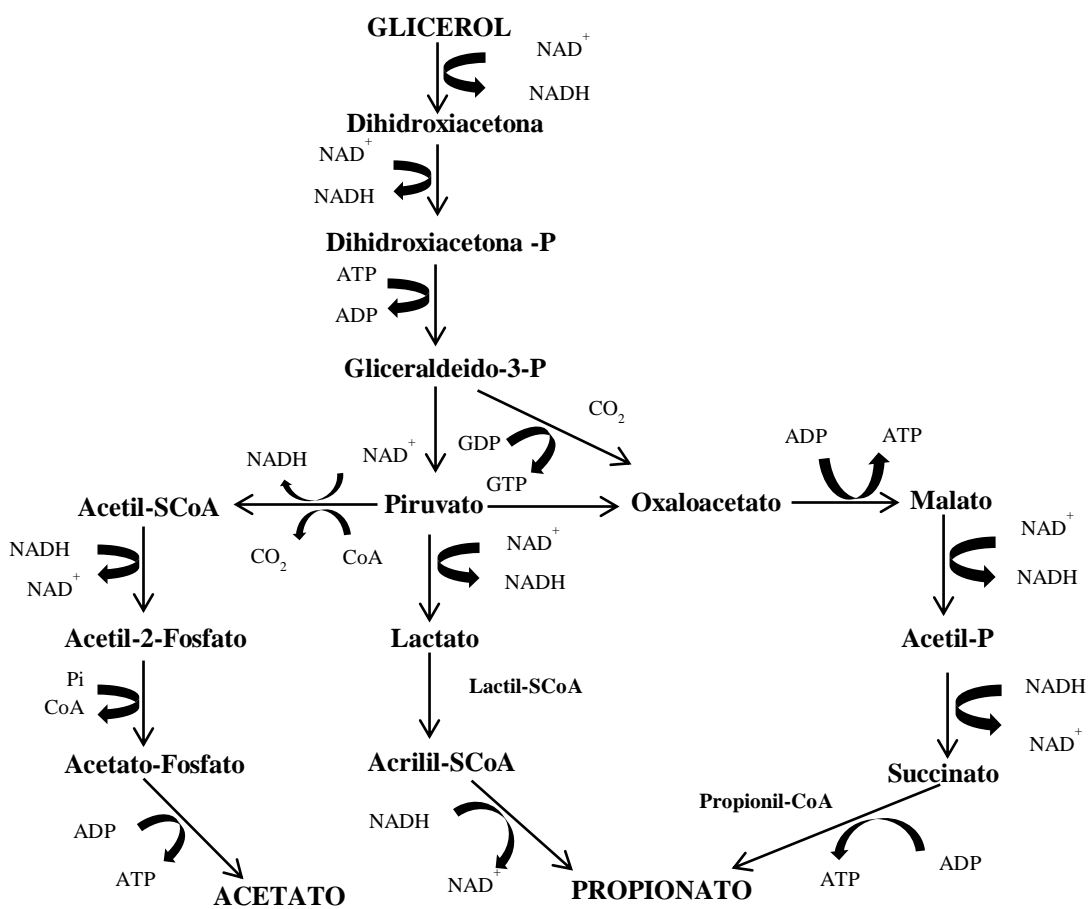 GLICEROL
NAD+
NADH
Dihidroxiacetona
NAD+
NADH
Dihidroxiacetona -P
ATP
ADP
Gliceraldeido-3-P
CO2
GDP
GTP
ADP
ATP
NAD+
NADH
Acetil-SCoA
Piruvato
Oxaloacetato
Malato
CO2
CoA
NADH
NAD+
NAD+
NADH
NAD+
NADH
Acetil-2-Fosfato
Lactato
Acetil-P
Pi
CoA
Lactil-SCoA
NADH
NAD+
Acetato-Fosfato
Acrilil-SCoA
Succinato
Propionil-CoA
ADP
ATP
NADH
NAD+
ATP
ADP
ACETATO
PROPIONATO